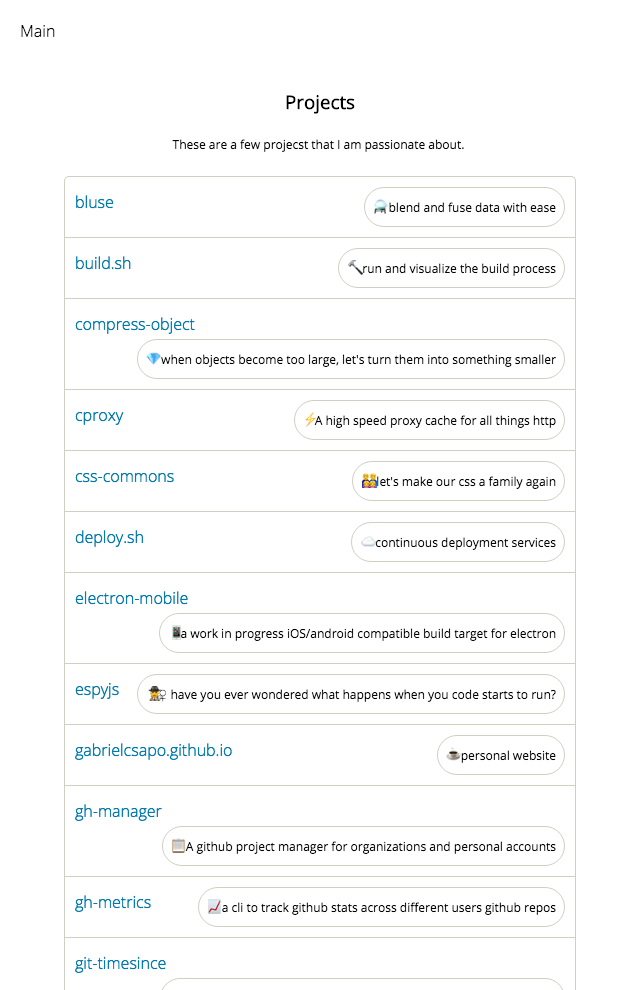 Main
Projects
These are a few projecst that I am passionate about.
bluse
blend and fuse data with ease
build.sh
run and visualize the build process
compress-object
when objects become too large, let's turn them into something smaller
cproxy
A high speed proxy cache for all things http
css-commons
let's make our css a family again
deploy.sh
continuous deployment services
electron-mobile
a work in progress iOS/android compatible build target for electron
espyjs
have you ever wondered what happens when you code starts to run?
gabrielcsapo.github.io
personal website
gh-manager
A github project manager for organizations and personal accounts
gh-metrics
a cli to track github stats across different users github repos
git-timesince